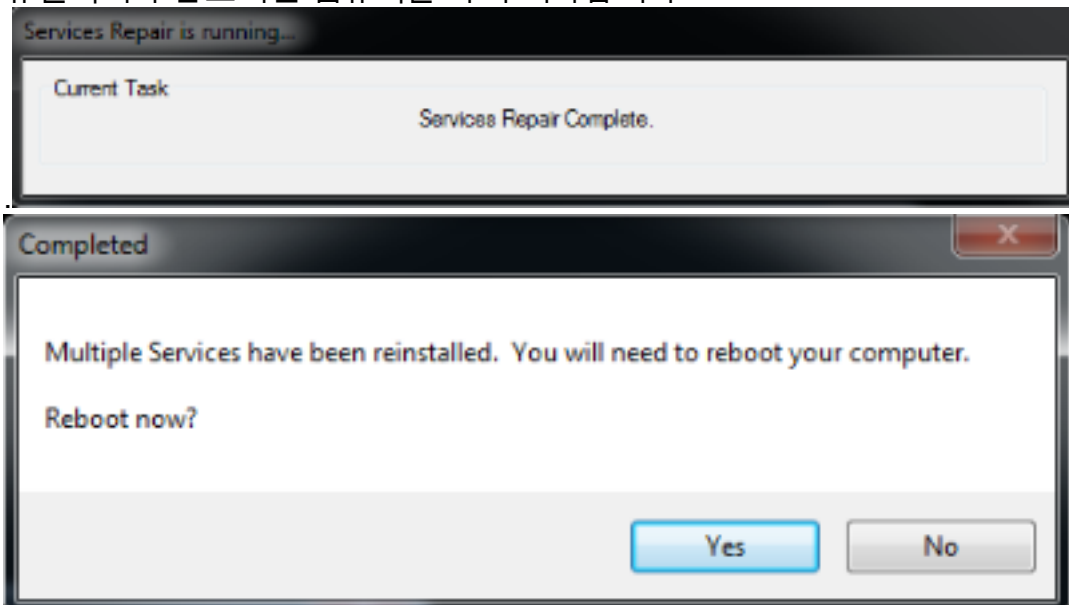 Services Repair is running...
Current Task
Services Repair Complete.
.
Completed
Multiple Services have been reinstalled.  You will need to reboot your computer.
Reboot now?
Yes
No